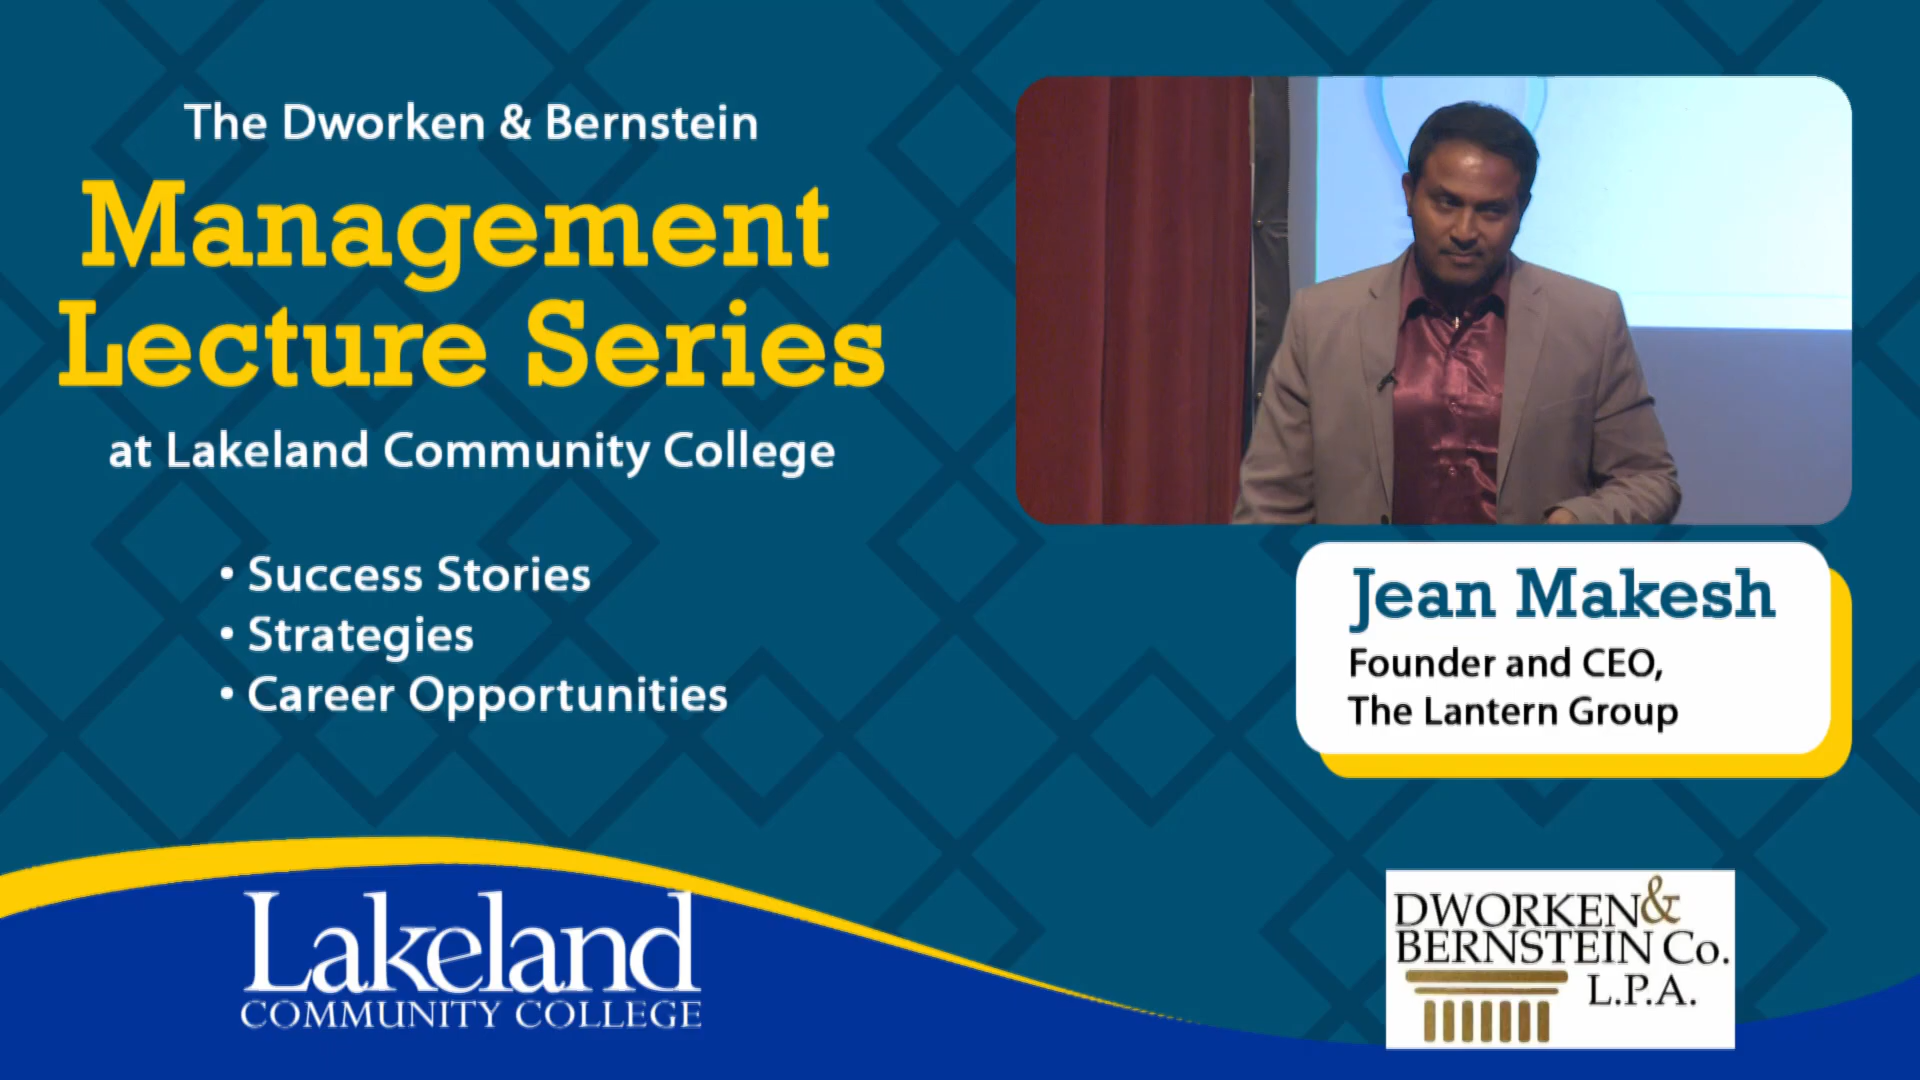 The Dworken & Bernstein
Management
Lecture Series
at Lakeland Community College
• Success Stories
• Strategies
• Career Opportunities
Jean Makesh
Founder and CEO,
The Lantern Group
Lakeland
COMMUNITY COLLEGE
DWORKEN &
BERNSTEIN Co.
L.P.A.